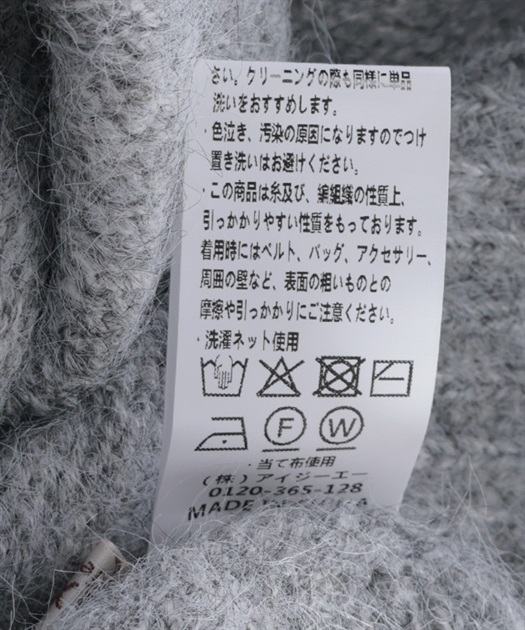 さい。クリーニングの際も同様に単品
洗いをおすすめします。
・色泣き、汚染の原因になりますのでつけ
置き洗いはお避けください。
・この商品は糸及び、編組織の性質上、
引っかかりやすい性質をもっております。
着用時にはベルト、バッグ、アクセサリー、
周囲の壁など、表面の粗いものとの
摩擦や引っかかりにご注意ください。
・洗濯ネット使用
F W
・当て布使用
(株)アイジーエー
0120-365-128
MADE